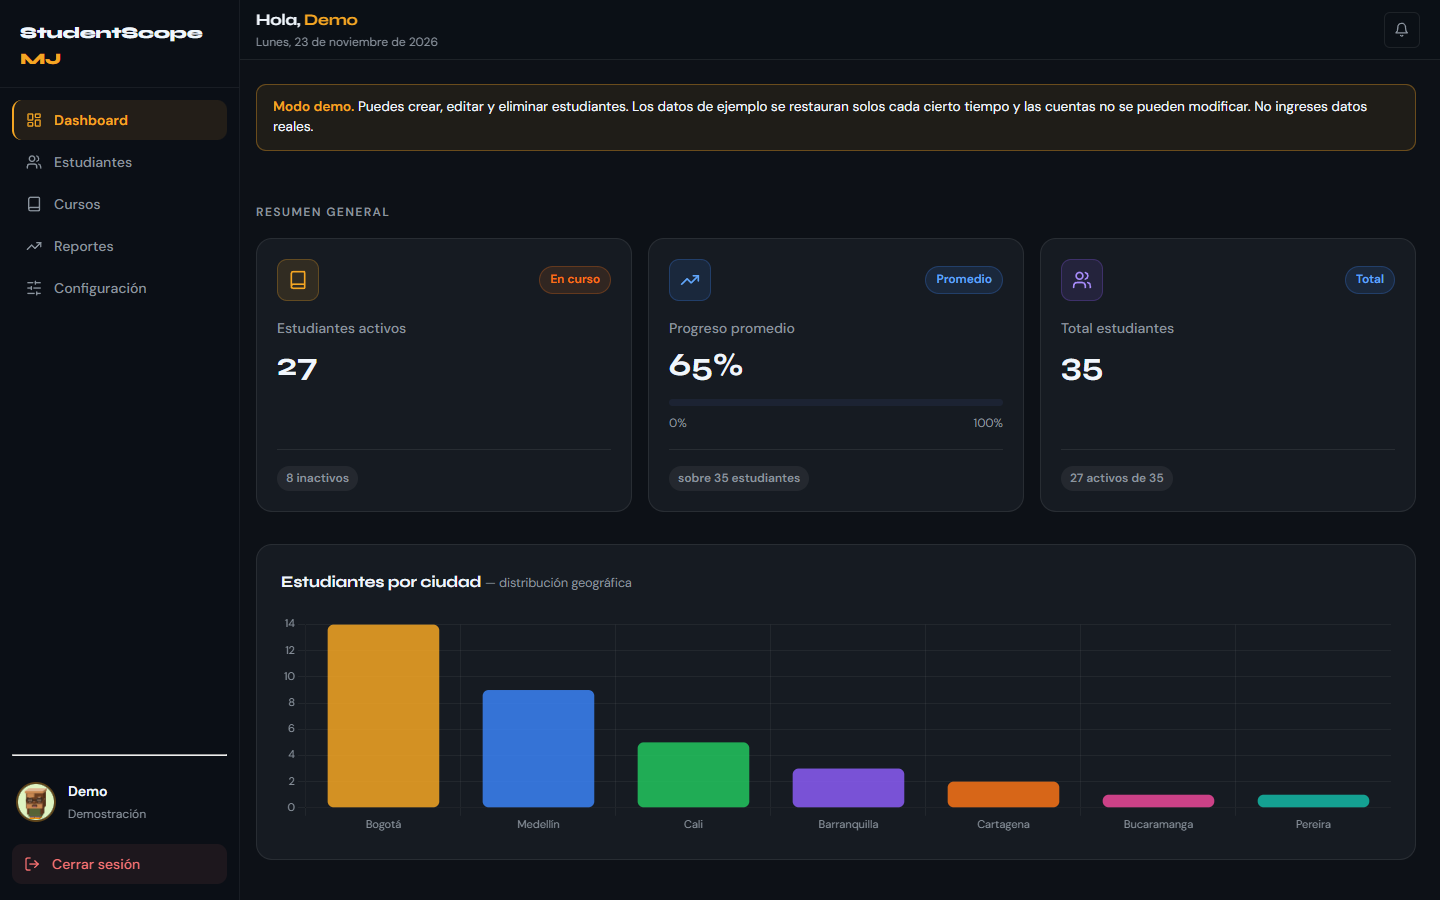 StudentScope
MJ
Dashboard
Estudiantes
Cursos
Reportes
Configuración
Demo
Demostración
Cerrar sesión
Hola, Demo
Lunes, 23 de noviembre de 2026
Modo demo. Puedes crear, editar y eliminar estudiantes. Los datos de ejemplo se restauran solos cada cierto tiempo y las cuentas no se pueden modificar. No ingreses datos
reales.
RESUMEN GENERAL
En curso
Estudiantes activos
27
8 inactivos
Promedio
Progreso promedio
65%
0% 100%
sobre 35 estudiantes
Total
Total estudiantes
35
27 activos de 35
Estudiantes por ciudad — distribución geográfica
14
12
10
8
6
4
2
0
Bogotá Medellín Cali Barranquilla Cartagena Bucaramanga Pereira